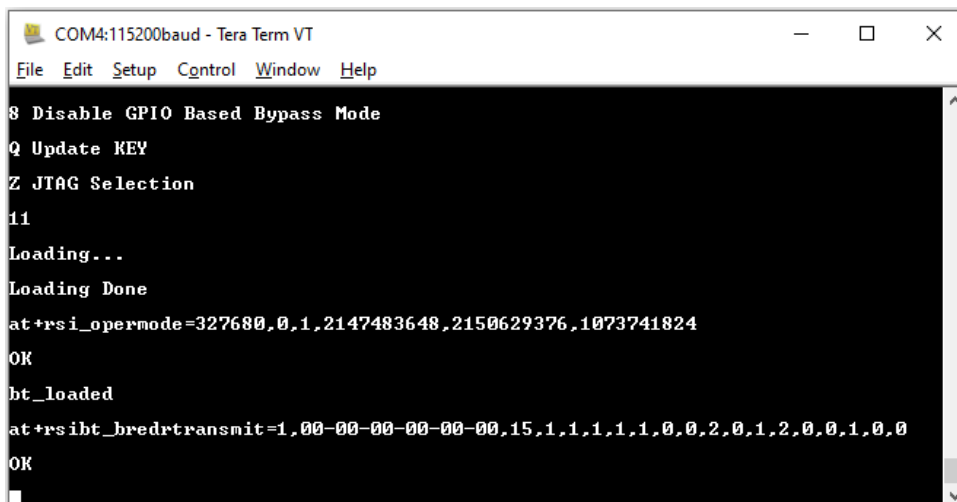 COM4:115200baud - Tera Term VT
File Edit Setup Control Window Help
8 Disable GPIO Based Bypass Mode
Q Update KEY
Z JTAG Selection
11
Loading...
Loading Done
at+rsi_opermode=327680,0,1,2147483648,2150629376,1073741824
OK
bt_loaded
at+rsibt_bredrtransmit=1,00-00-00-00-00-00,15,1,1,1,1,1,0,0,2,0,1,2,0,0,1,0,0
OK